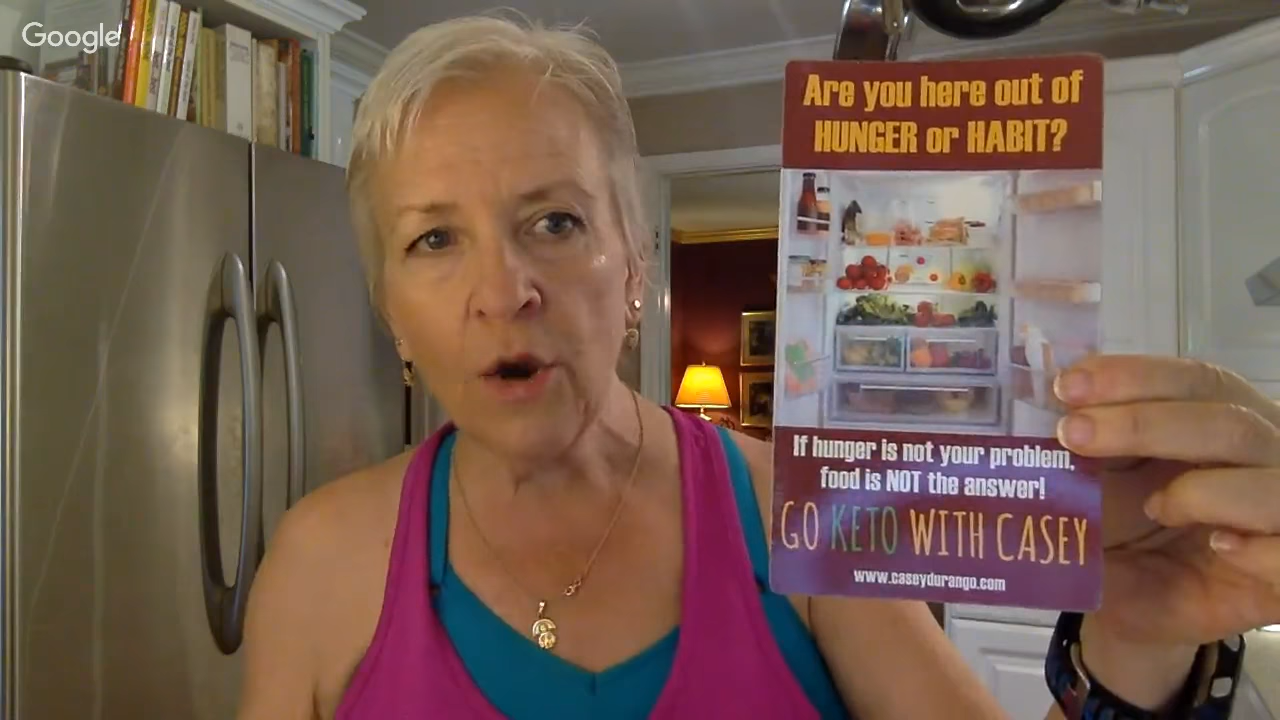 Google
Are you here out of
HUNGER or HABIT?
If hunger is not your problem,
food is NOT the answer!
GO KETO WITH CASEY
www.caseydurango.com